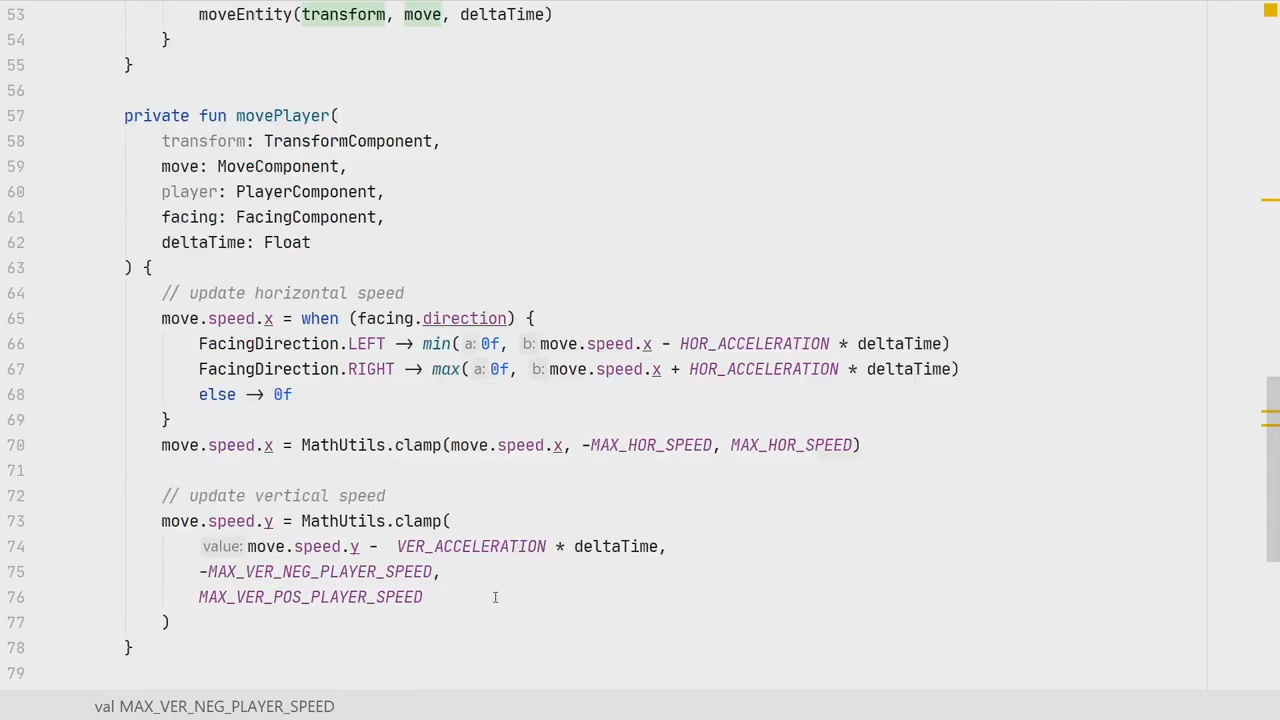 53 moveEntity(transform, move, deltaTime)
54 }
55 }
56
57 private fun movePlayer(
58 transform: TransformComponent,
59 move: MoveComponent,
60 player: PlayerComponent,
61 facing: FacingComponent,
62 deltaTime: Float
63 ) {
64 // update horizontal speed
65 move.speed.x = when (facing.direction) {
66 FacingDirection.LEFT → min( a: 0f, b: move.speed.x - HOR_ACCELERATION * deltaTime)
67 FacingDirection.RIGHT → max( a: 0f, b: move.speed.x + HOR_ACCELERATION * deltaTime)
68 else → 0f
69 }
70 move.speed.x = MathUtils.clamp(move.speed.x, -MAX_HOR_SPEED, MAX_HOR_SPEED)
71
72 // update vertical speed
73 move.speed.y = MathUtils.clamp(
74 value: move.speed.y -  VER_ACCELERATION * deltaTime,
75 -MAX_VER_NEG_PLAYER_SPEED,
76 MAX_VER_POS_PLAYER_SPEED
77 )
78 }
79
val MAX_VER_NEG_PLAYER_SPEED